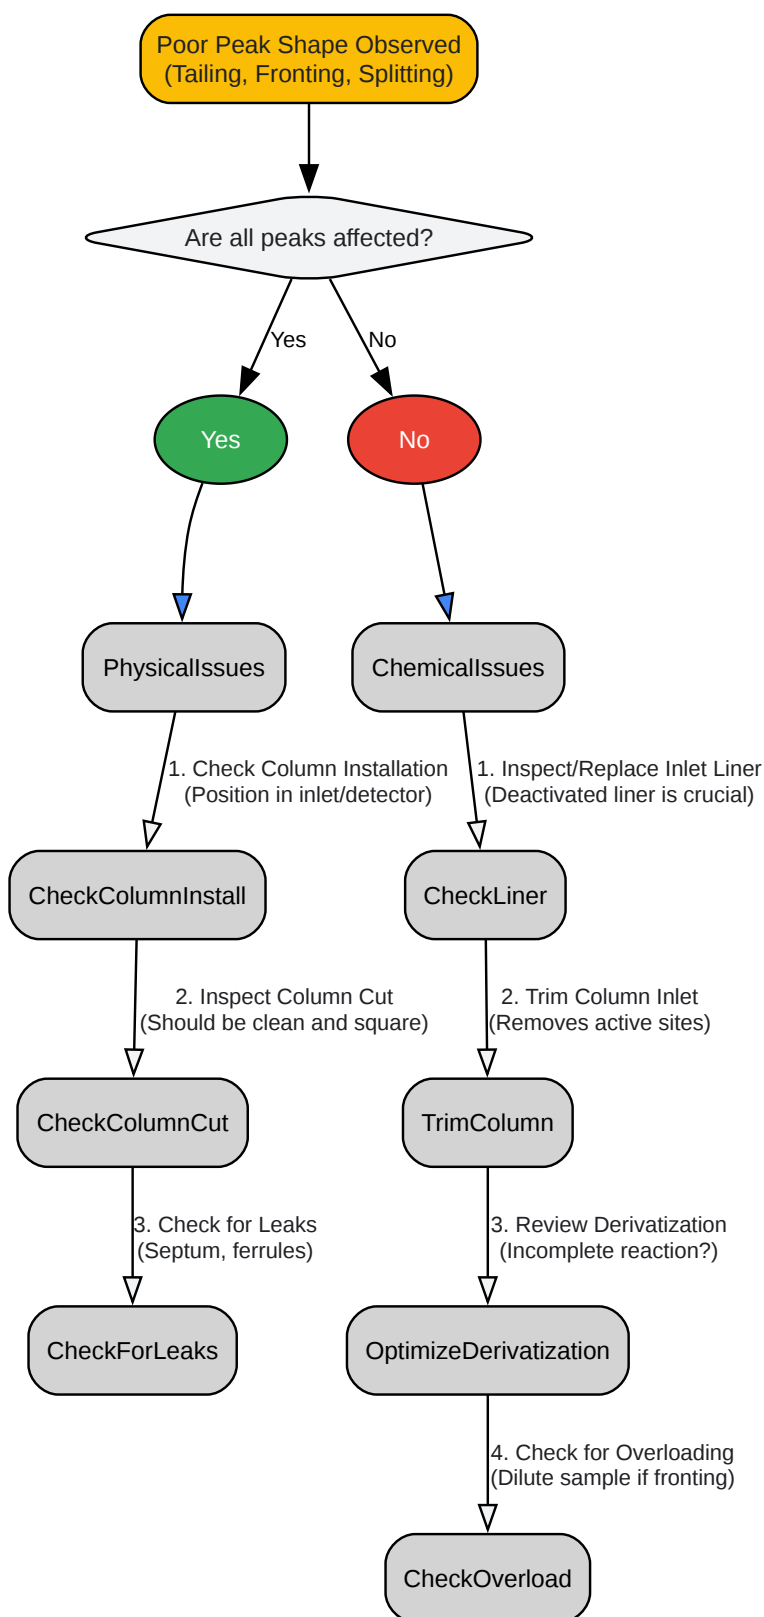 Poor Peak Shape Observed
(Tailing, Fronting, Splitting)
Are all peaks affected?
Yes
No
Yes
No
PhysicalIssues
ChemicalIssues
1. Check Column Installation
(Position in inlet/detector)
1. Inspect/Replace Inlet Liner
(Deactivated liner is crucial)
CheckColumnInstall
CheckLiner
2. Inspect Column Cut
(Should be clean and square)
2. Trim Column Inlet
(Removes active sites)
CheckColumnCut
TrimColumn
3. Check for Leaks
(Septum, ferrules)
3. Review Derivatization
(Incomplete reaction?)
CheckForLeaks
OptimizeDerivatization
4. Check for Overloading
(Dilute sample if fronting)
CheckOverload